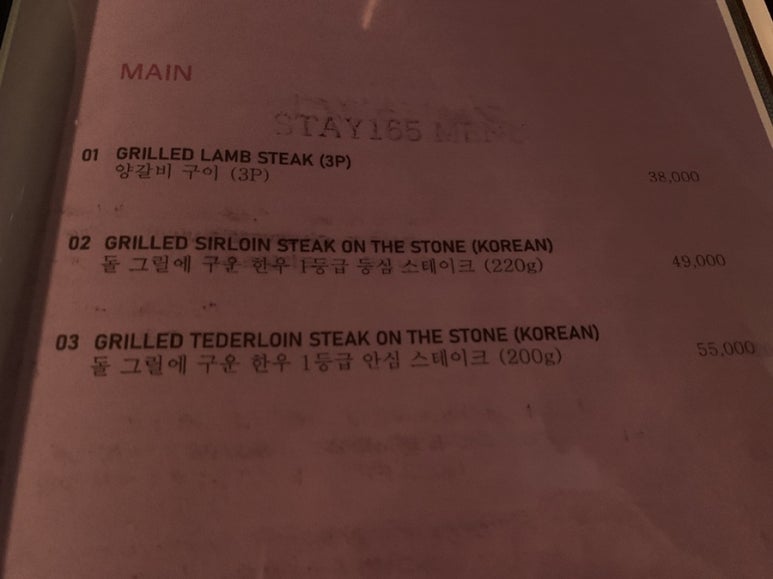 MAIN
STAY165 MENU
01 GRILLED LAMB STEAK (3P)
양갈비 구이 (3P) 38,000
02 GRILLED SIRLOIN STEAK ON THE STONE (KOREAN)
돌 그릴에 구운 한우 1등급 등심 스테이크 (220g) 49,000
03 GRILLED TEDERLOIN STEAK ON THE STONE (KOREAN)
돌 그릴에 구운 한우 1등급 안심 스테이크 (200g) 55,000